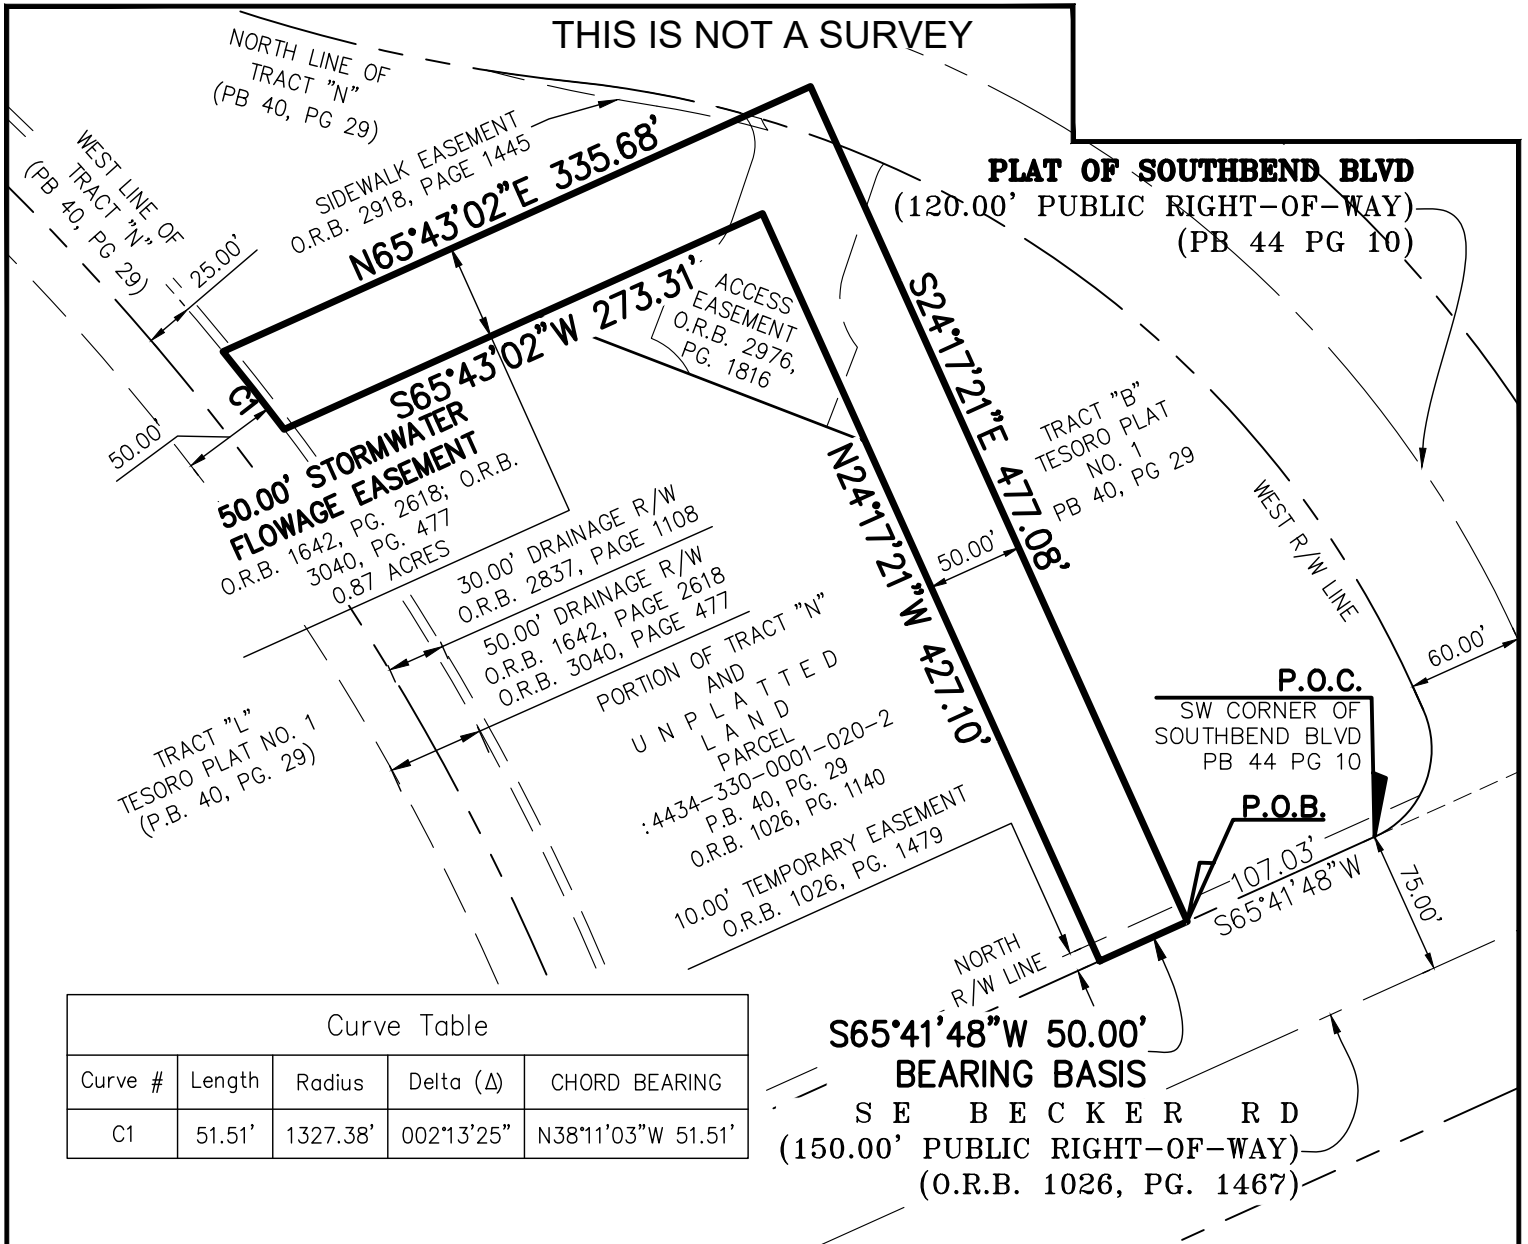 THIS IS NOT A SURVEY
NORTH LINE OF
TRACT "N"
(PB 40, PG 29)
WEST LINE OF
TRACT "N"
(PB 40, PG 29)
SIDEWALK EASEMENT
O.R.B. 2918, PAGE 1445
N65°43'02"E 335.68'
25.00'
PLAT OF SOUTHBEND BLVD
(120.00' PUBLIC RIGHT-OF-WAY)
(PB 44 PG 10)
S65°43'02"W 273.31'
ACCESS
EASEMENT
O.R.B. 2976,
PG. 1816
S24°17'21"E 477.08'
C1
50.00'
50.00' STORMWATER
FLOWAGE EASEMENT
O.R.B. 1642, PG. 2618; O.R.B.
3040, PG. 477
0.87 ACRES
TRACT "B"
TESORO PLAT
NO. 1
PB 40, PG 29
N24°17'21"W 427.10'
50.00'
WEST R/W LINE
30.00' DRAINAGE R/W
O.R.B. 2837, PAGE 1108
50.00' DRAINAGE R/W
O.R.B. 1642, PAGE 2618
O.R.B. 3040, PAGE 477
60.00'
PORTION OF TRACT "N"
AND
U N P L A T T E D
L A N D
PARCEL
:4434-330-0001-020-2
P.B. 40, PG. 29
O.R.B. 1026, PG. 1140
TRACT "L"
TESORO PLAT NO. 1
(P.B. 40, PG. 29)
P.O.C.
SW CORNER OF
SOUTHBEND BLVD
PB 44 PG 10
P.O.B.
10.00' TEMPORARY EASEMENT
O.R.B. 1026, PG. 1479
107.03'
S65°41'48"W
75.00'
NORTH
R/W LINE
S65°41'48"W 50.00'
BEARING BASIS
S E B E C K E R R D
(150.00' PUBLIC RIGHT-OF-WAY)
(O.R.B. 1026, PG. 1467)
Curve Table
Curve # Length Radius Delta (Δ) CHORD BEARING
C1 51.51' 1327.38' 002°13'25" N38°11'03"W 51.51'